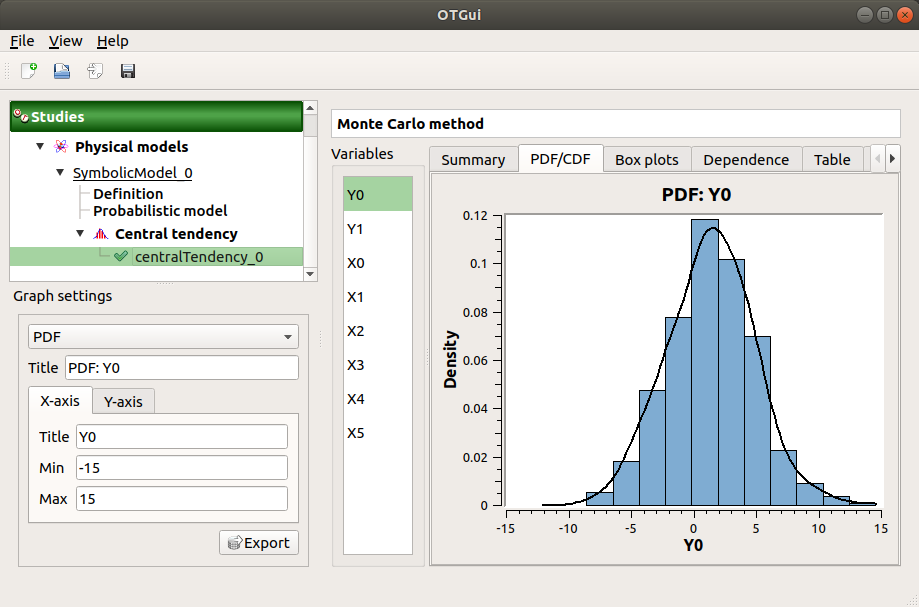 OTGui
File View Help
Studies
Physical models
SymbolicModel_0
Definition
Probabilistic model
Central tendency
centralTendency_0
Graph settings
PDF
Title PDF: Y0
X-axis Y-axis
Title Y0
Min -15
Max 15
Export
Monte Carlo method
Variables
Y0
Y1
X0
X1
X2
X3
X4
X5
Summary PDF/CDF Box plots Dependence Table
PDF: Y0
Density
0.12
0.1
0.08
0.06
0.04
0.02
0
-15 -10 -5 0 5 10 15
Y0